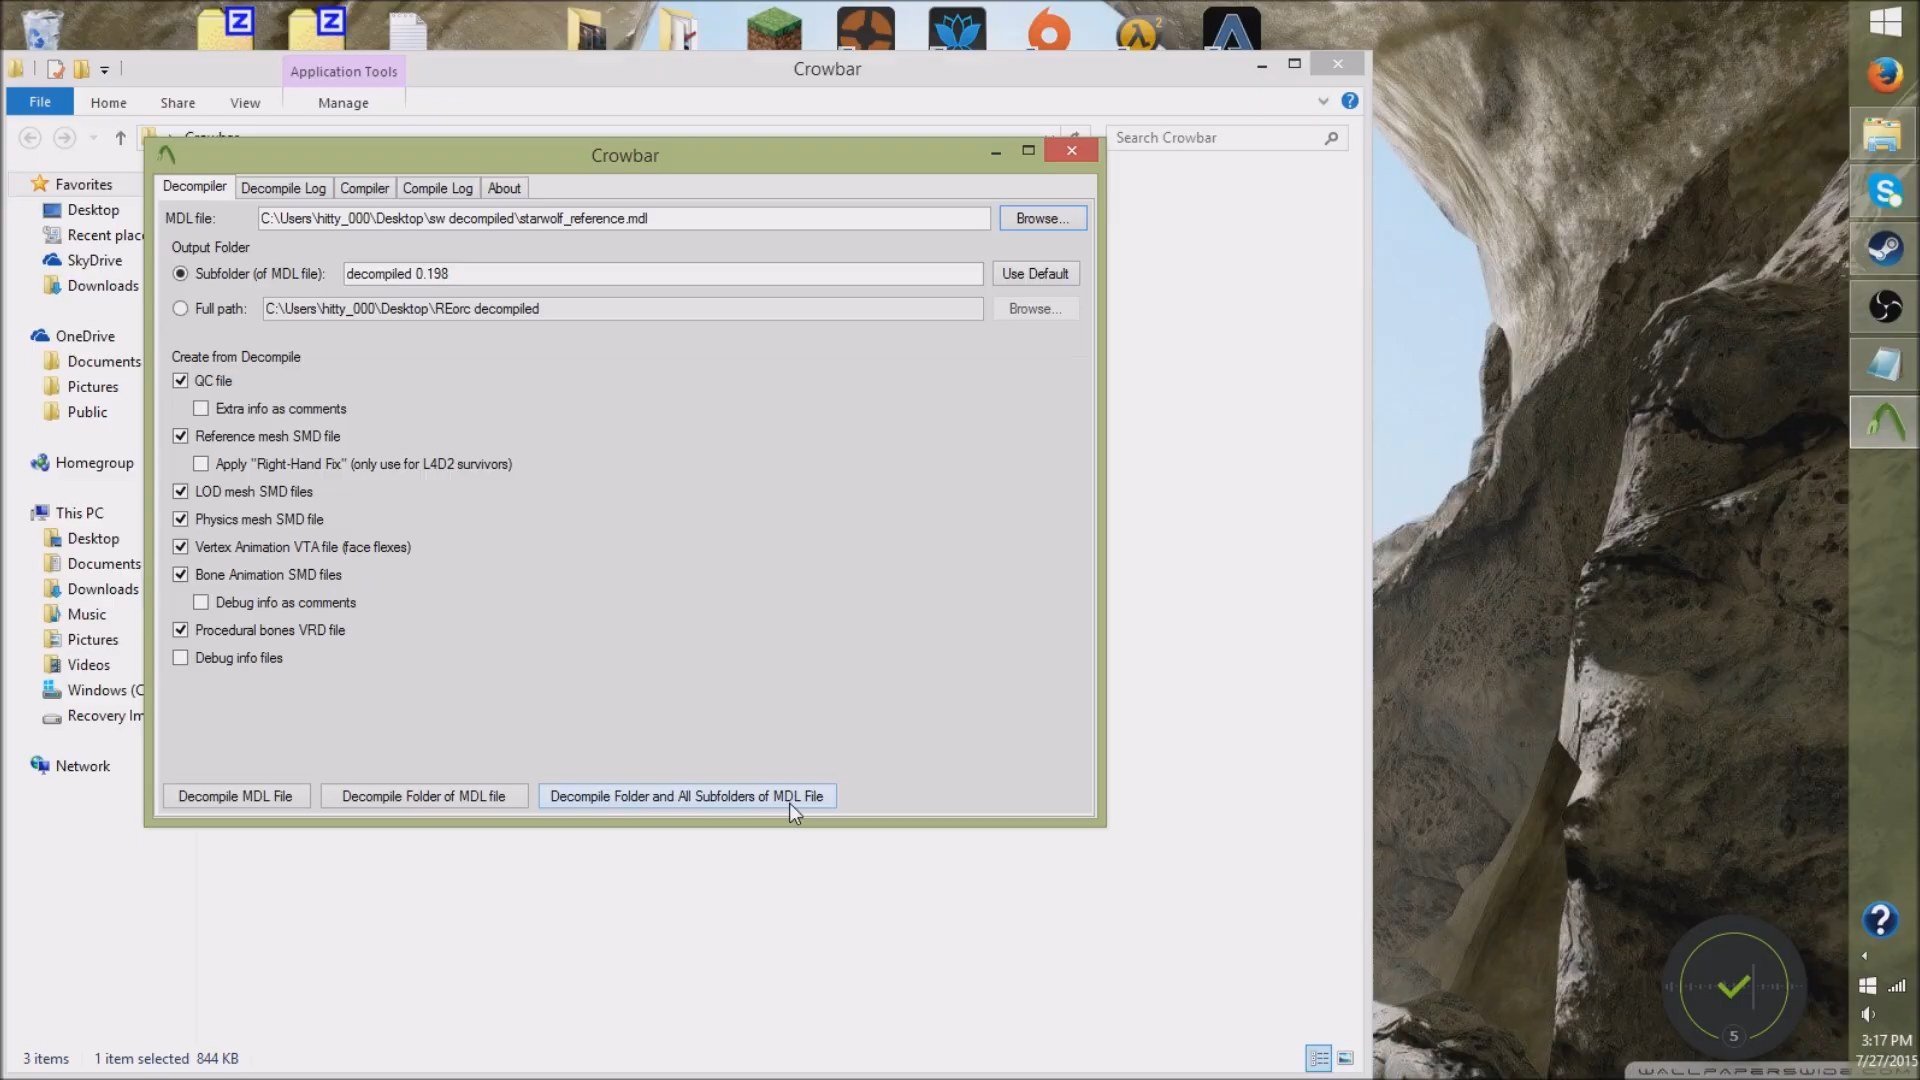 Z
Z
2
Application Tools
Crowbar
File
Home
Share
View
Manage
Crowbar
Search Crowbar
Favorites
Desktop
Recent plac
SkyDrive
Downloads
OneDrive
Documents
Pictures
Public
Homegroup
This PC
Desktop
Documents
Downloads
Music
Pictures
Videos
Windows (C
Recovery Im
Network
Crowbar
Decompiler
Decompile Log
Compiler
Compile Log
About
MDL file:
C:\Users\hitty_000\Desktop\sw decompiled\starwolf_reference.mdl
Browse...
Output Folder
Subfolder (of MDL file):
decompiled 0.198
Use Default
Full path:
C:\Users\hitty_000\Desktop\REorc decompiled
Browse...
Create from Decompile
QC file
Extra info as comments
Reference mesh SMD file
Apply "Right-Hand Fix" (only use for L4D2 survivors)
LOD mesh SMD files
Physics mesh SMD file
Vertex Animation VTA file (face flexes)
Bone Animation SMD files
Debug info as comments
Procedural bones VRD file
Debug info files
Decompile MDL File
Decompile Folder of MDL file
Decompile Folder and All Subfolders of MDL File
3 items
1 item selected 844 KB
5
3:17 PM
7/27/2015
WALLPAPERSWIDE.COM